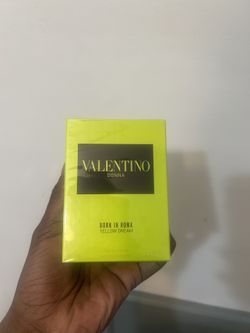 VALENTINO
DONNA
BORN IN ROMA
YELLOW DREAM